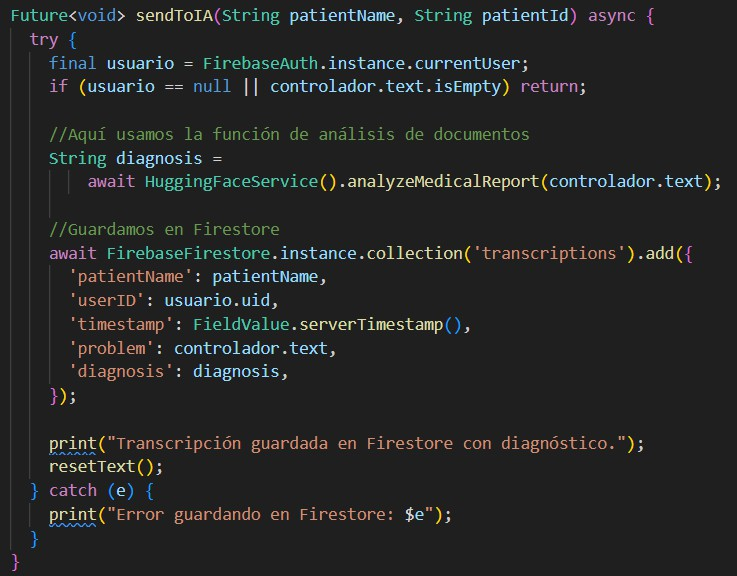 Future<void> sendToIA(String patientName, String patientId) async {
  try {
    final usuario = FirebaseAuth.instance.currentUser;
    if (usuario == null || controlador.text.isEmpty) return;

    //Aquí usamos la función de análisis de documentos
    String diagnosis =
        await HuggingFaceService().analyzeMedicalReport(controlador.text);

    //Guardamos en Firestore
    await FirebaseFirestore.instance.collection('transcriptions').add({
      'patientName': patientName,
      'userID': usuario.uid,
      'timestamp': FieldValue.serverTimestamp(),
      'problem': controlador.text,
      'diagnosis': diagnosis,
    });

    print("Transcripción guardada en Firestore con diagnóstico.");
    resetText();
  } catch (e) {
    print("Error guardando en Firestore: $e");
  }
}